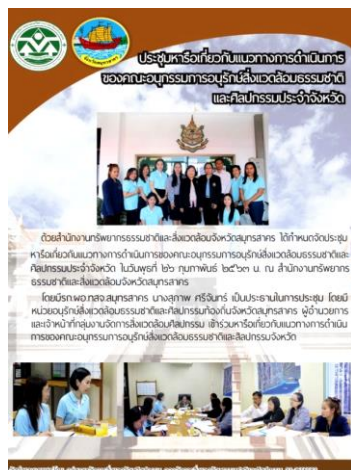 ประชุมหารือเกี่ยวกับแนวทางการดำเนินการ
ของคณะอนุกรรมการอนุรักษ์สิ่งแวดล้อมธรรมชาติ
และศิลปกรรมประจำจังหวัด
ด้วยสำนักงานทรัพยากรธรรมชาติและสิ่งแวดล้อมจังหวัดสมุทรสาคร ได้กำหนดจัดประชุม
หารือเกี่ยวกับแนวทางการดำเนินการของคณะอนุกรรมการอนุรักษ์สิ่งแวดล้อมธรรมชาติและ
ศิลปกรรมประจำจังหวัด ในวันพุธที่ ๒๖ กุมภาพันธ์ ๒๕๖๓ น. ณ สำนักงานทรัพยากร
ธรรมชาติและสิ่งแวดล้อมจังหวัดสมุทรสาคร
โดยมีรก.ผอ.ทสจ.สมุทรสาคร นางสุภาพ ศรีจันทร์ เป็นประธานในการประชุม โดยมี
หน่วยอนุรักษ์สิ่งแวดล้อมธรรมชาติและศิลปกรรมท้องถิ่นจังหวัดสมุทรสาคร ผู้อำนวยการ
และเจ้าหน้าที่กลุ่มงานจัดการสิ่งแวดล้อมศิลปกรรม เข้าร่วมหารือเกี่ยวกับแนวทางการดำเนิน
การของคณะอนุกรรมการอนุรักษ์สิ่งแวดล้อมธรรมชาติและศิลปกรรมจังหวัด